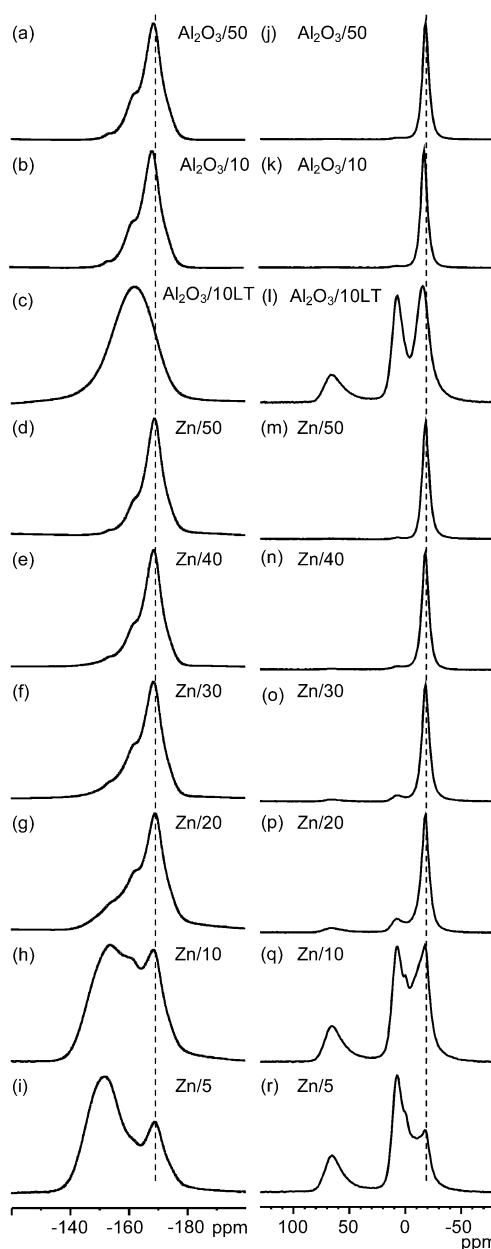 (a) Al₂O₃/50 (j) Al₂O₃/50
(b) Al₂O₃/10 (k) Al₂O₃/10
(c) Al₂O₃/10LT (l) Al₂O₃/10LT
(d) Zn/50 (m) Zn/50
(e) Zn/40 (n) Zn/40
(f) Zn/30 (o) Zn/30
(g) Zn/20 (p) Zn/20
(h) Zn/10 (q) Zn/10
(i) Zn/5 (r) Zn/5
-140 -160 -180 ppm 100 50 0 -50
ppm